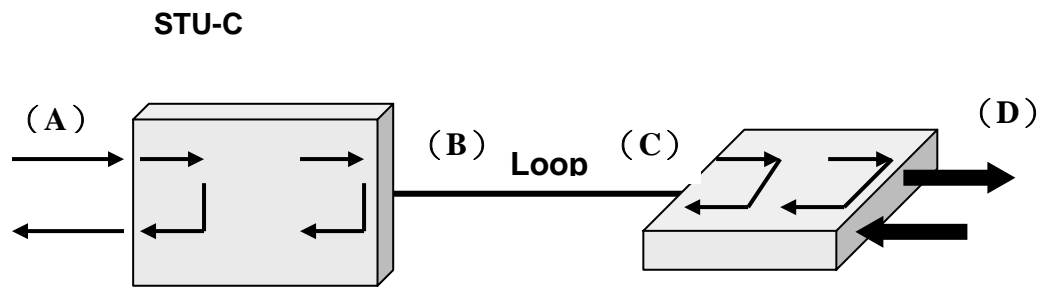 STU-C
（A）
（B）
Loop
（C）
（D）